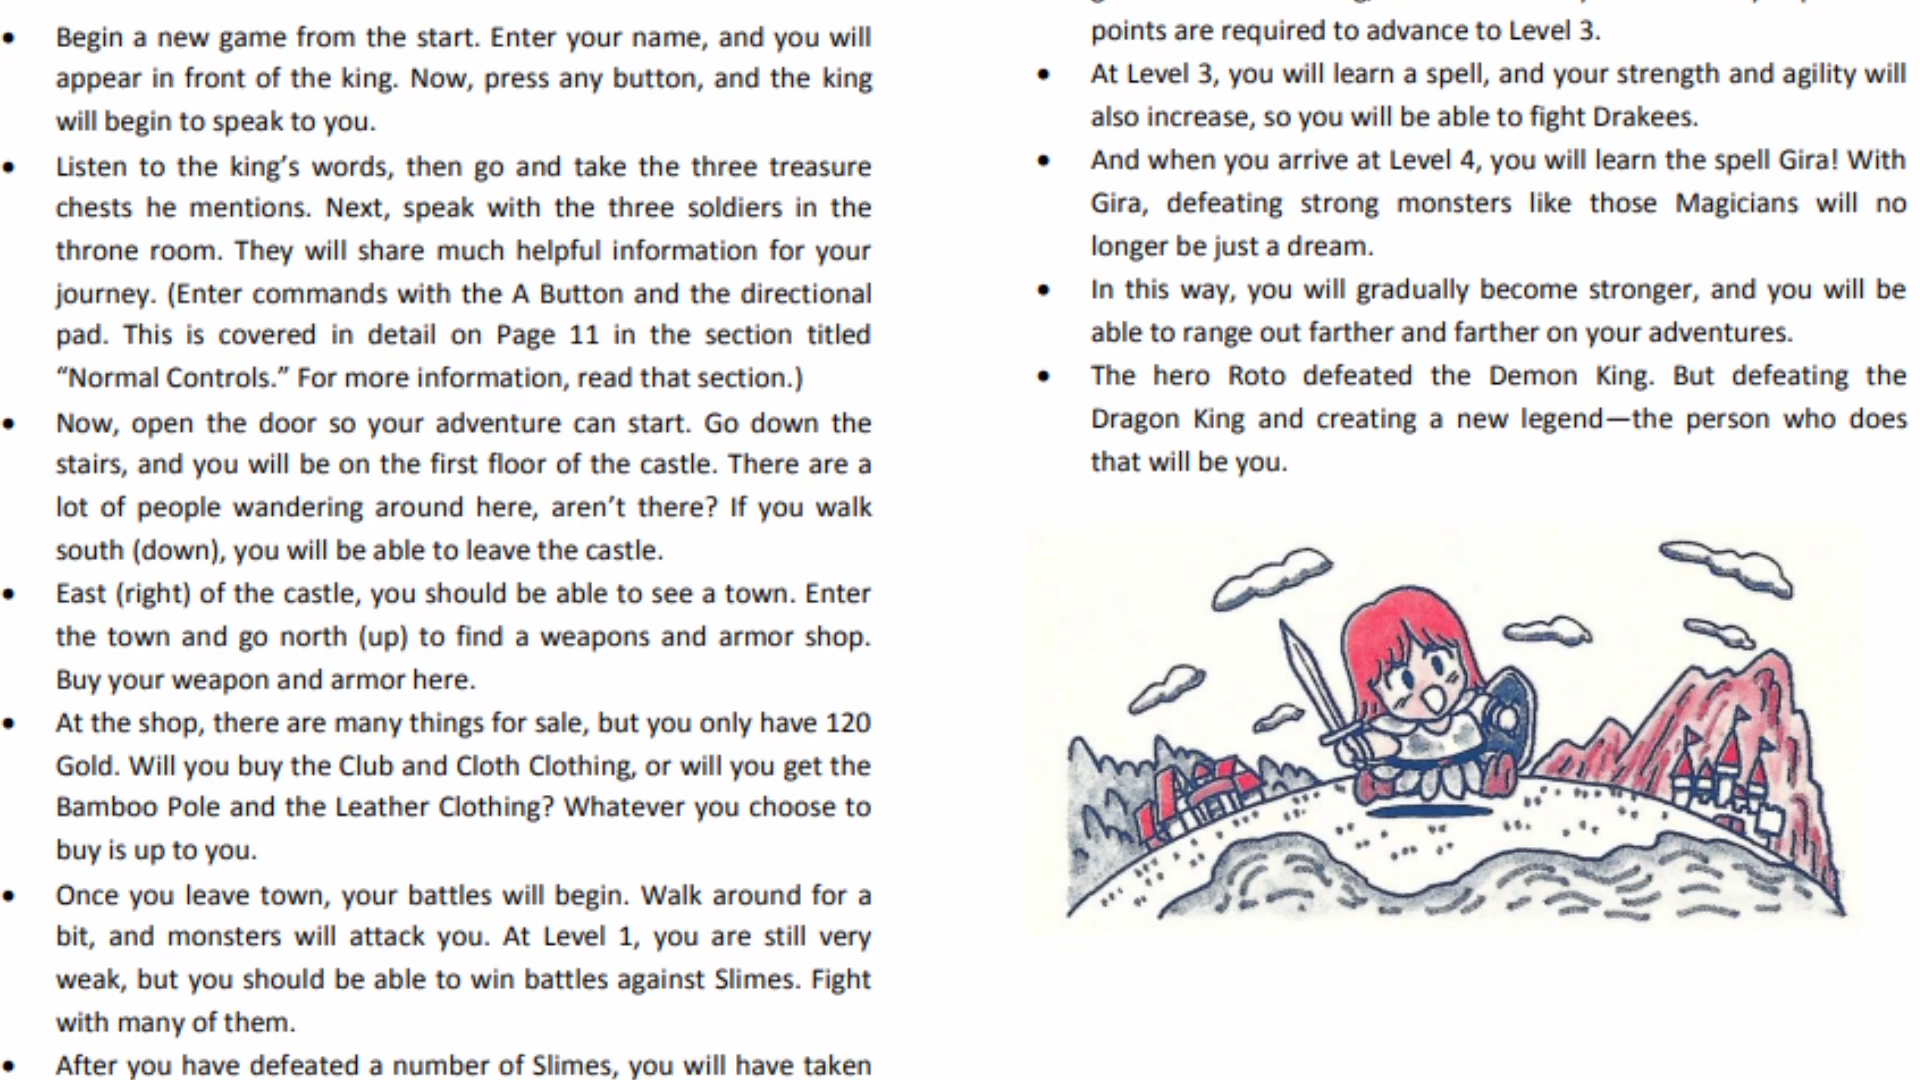 • Begin a new game from the start. Enter your name, and you will
appear in front of the king. Now, press any button, and the king
will begin to speak to you.
• Listen to the king’s words, then go and take the three treasure
chests he mentions. Next, speak with the three soldiers in the
throne room. They will share much helpful information for your
journey. (Enter commands with the A Button and the directional
pad. This is covered in detail on Page 11 in the section titled
“Normal Controls.” For more information, read that section.)
• Now, open the door so your adventure can start. Go down the
stairs, and you will be on the first floor of the castle. There are a
lot of people wandering around here, aren’t there? If you walk
south (down), you will be able to leave the castle.
• East (right) of the castle, you should be able to see a town. Enter
the town and go north (up) to find a weapons and armor shop.
Buy your weapon and armor here.
• At the shop, there are many things for sale, but you only have 120
Gold. Will you buy the Club and Cloth Clothing, or will you get the
Bamboo Pole and the Leather Clothing? Whatever you choose to
buy is up to you.
• Once you leave town, your battles will begin. Walk around for a
bit, and monsters will attack you. At Level 1, you are still very
weak, but you should be able to win battles against Slimes. Fight
with many of them.
• After you have defeated a number of Slimes, you will have taken
points are required to advance to Level 3.
• At Level 3, you will learn a spell, and your strength and agility will
also increase, so you will be able to fight Drakees.
• And when you arrive at Level 4, you will learn the spell Gira! With
Gira, defeating strong monsters like those Magicians will no
longer be just a dream.
• In this way, you will gradually become stronger, and you will be
able to range out farther and farther on your adventures.
• The hero Roto defeated the Demon King. But defeating the
Dragon King and creating a new legend—the person who does
that will be you.